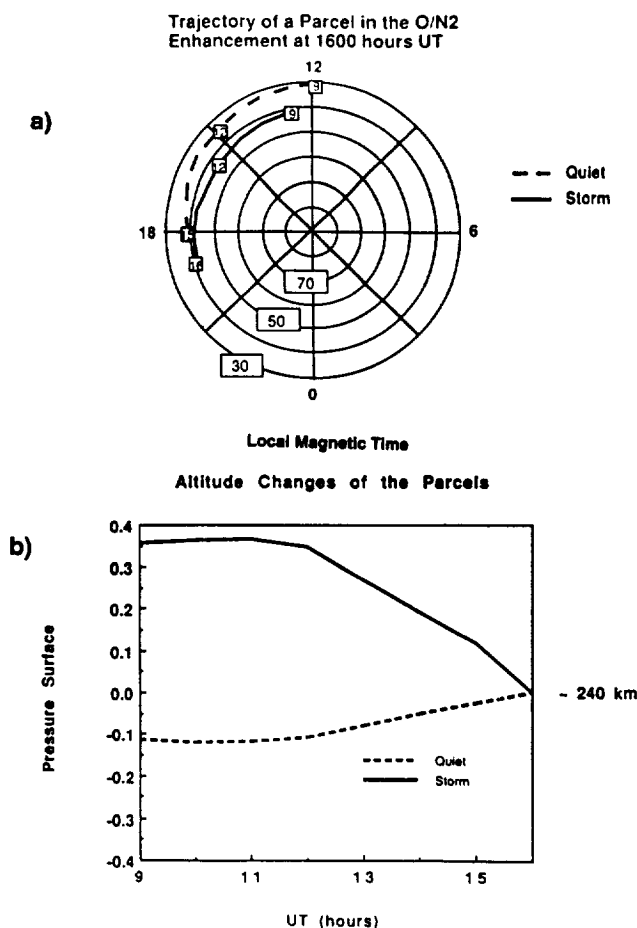 Trajectory of a Parcel in the O/N2
Enhancement at 1600 hours UT
a)
12
9
9
12
12
15
16
18
6
70
50
30
0
Quiet
Storm
Local Magnetic Time
Altitude Changes of the Parcels
b)
0.4
0.3
0.2
0.1
0.0
-0.1
-0.2
-0.3
-0.4
Pressure Surface
~ 240 km
Quiet
Storm
9
11
13
15
UT (hours)